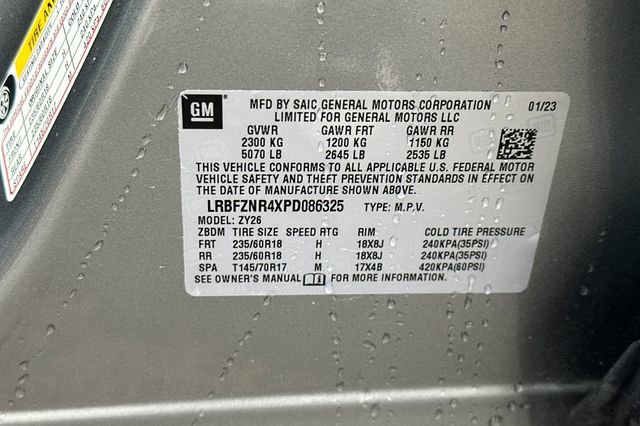 TIRE AN
GM
MFD BY SAIC GENERAL MOTORS CORPORATION 01/23
LIMITED FOR GENERAL MOTORS LLC
GVWR GAWR FRT GAWR RR
2300 KG 1200 KG 1150 KG
5070 LB 2645 LB 2535 LB
THIS VEHICLE CONFORMS TO ALL APPLICABLE U.S. FEDERAL MOTOR
VEHICLE SAFETY AND THEFT PREVENTION STANDARDS IN EFFECT ON
THE DATE OF MANUFACTURE SHOWN ABOVE.
LRBFZNR4XPD086325 TYPE: M.P.V.
MODEL: ZY26
ZBDM TIRE SIZE SPEED RTG RIM COLD TIRE PRESSURE
FRT 235/60R18 H 18X8J 240KPA(35PSI)
RR 235/60R18 H 18X8J 240KPA(35PSI)
SPA T145/70R17 M 17X4B 420KPA(60PSI)
SEE OWNER'S MANUAL FOR MORE INFORMATION.